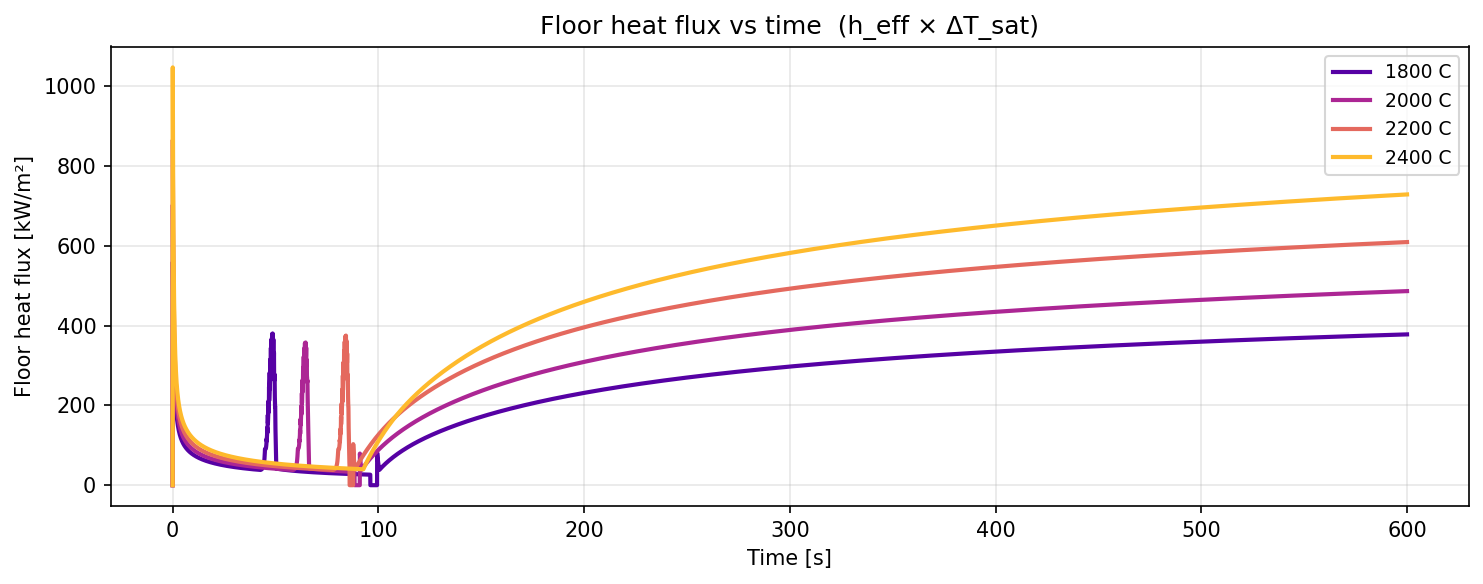 Floor heat flux vs time  (h_eff × ΔT_sat)
Floor heat flux [kW/m²]
1000
800
600
400
200
0
1800 C
2000 C
2200 C
2400 C
0
100
200
300
400
500
600
Time [s]